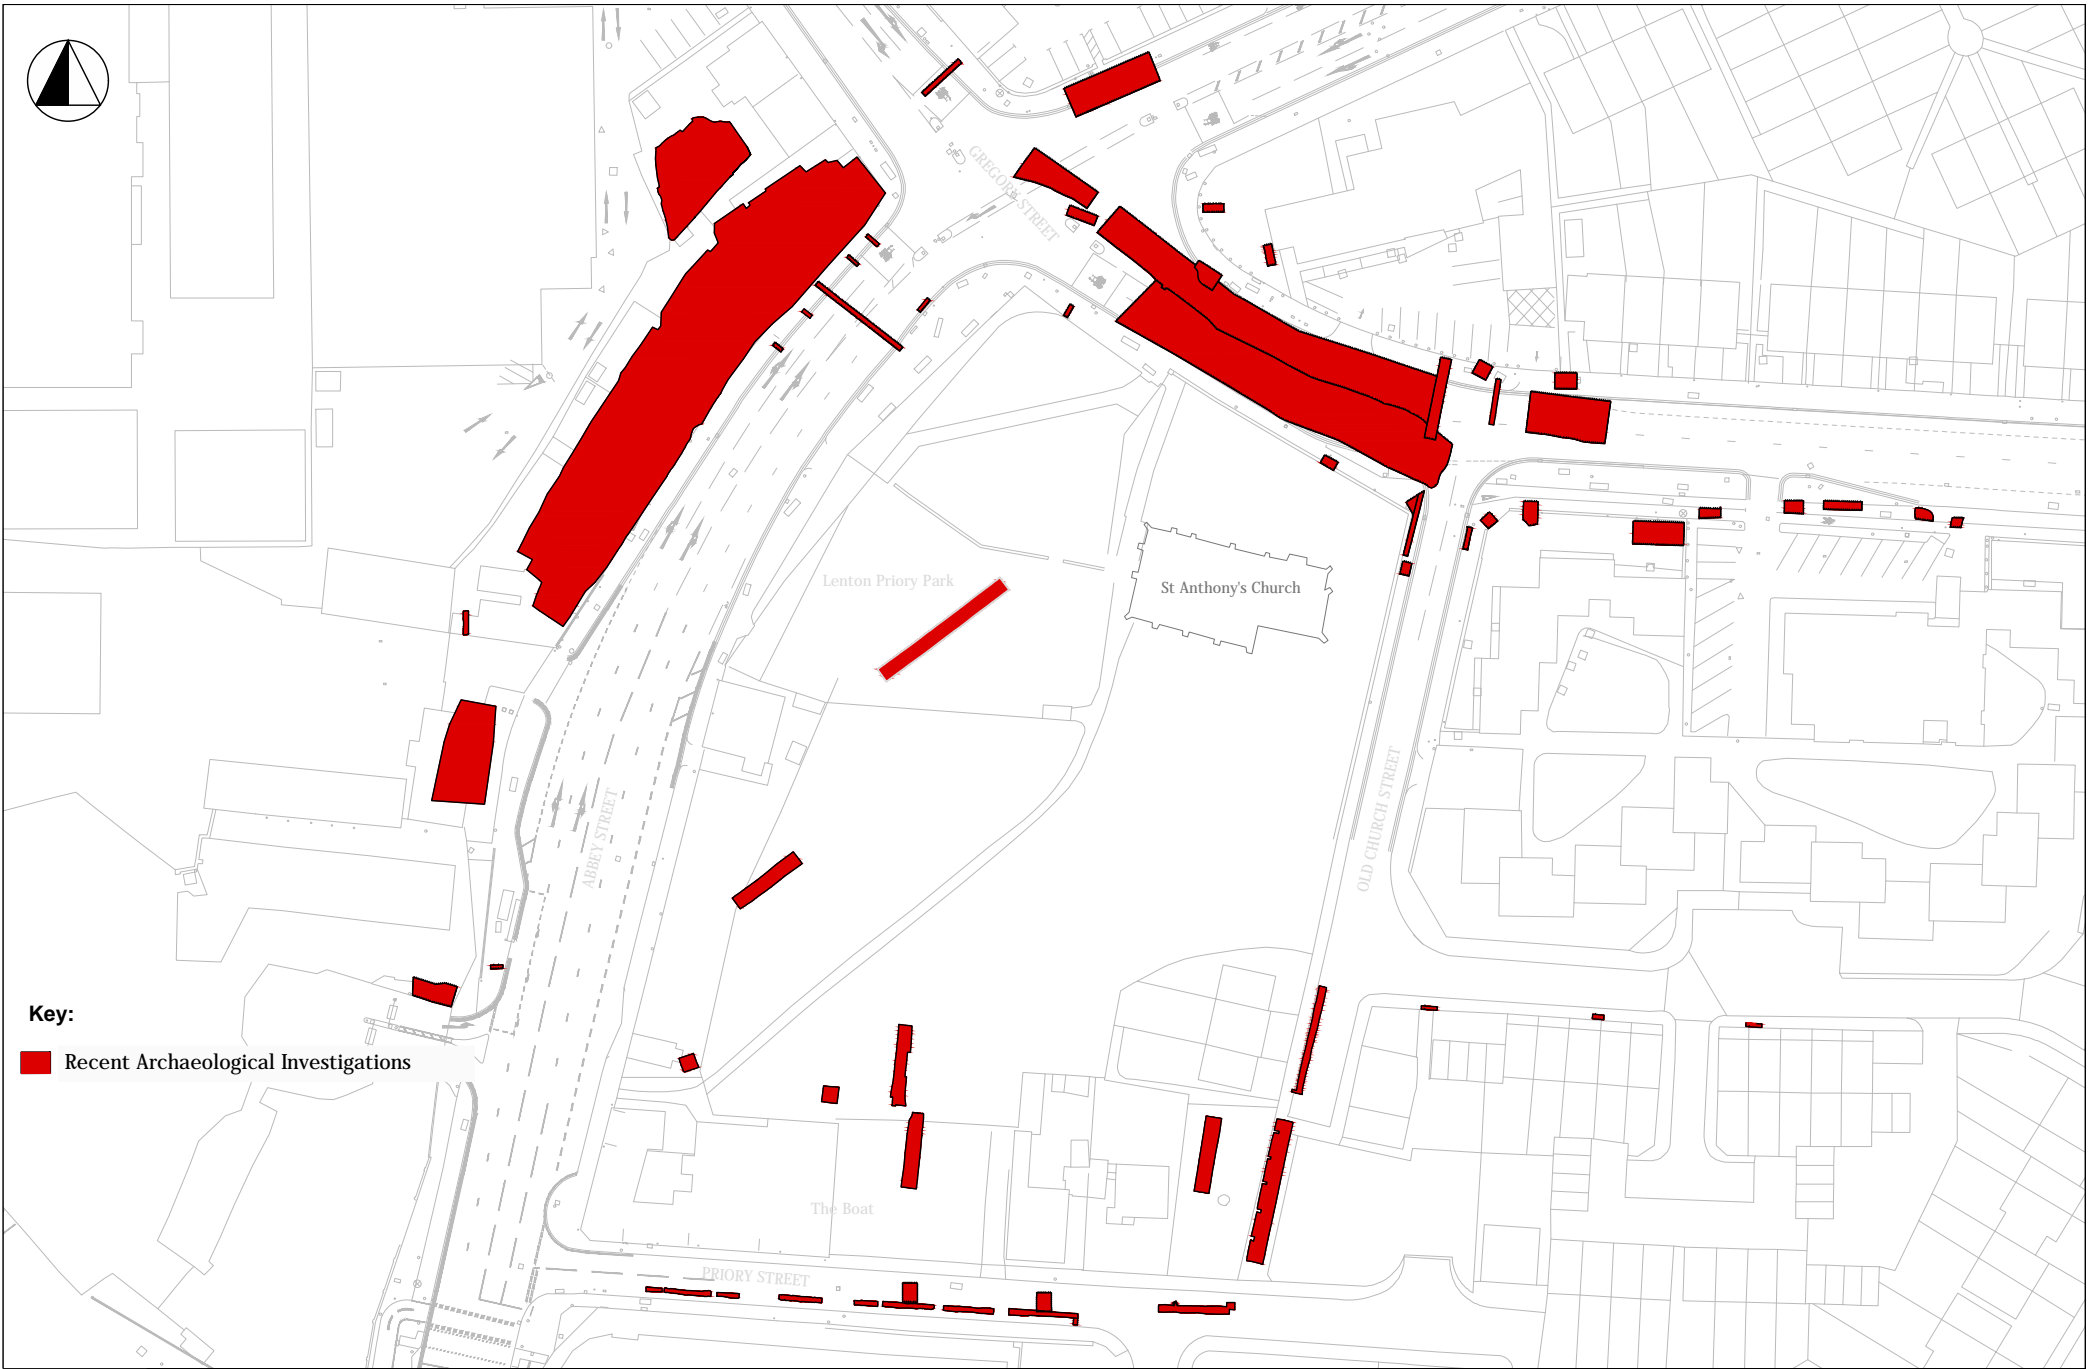 GREGORY STREET
Lenton Priory Park
St Anthony's Church
ABBEY STREET
OLD CHURCH STREET
Key:
Recent Archaeological Investigations
The Boat
PRIORY STREET